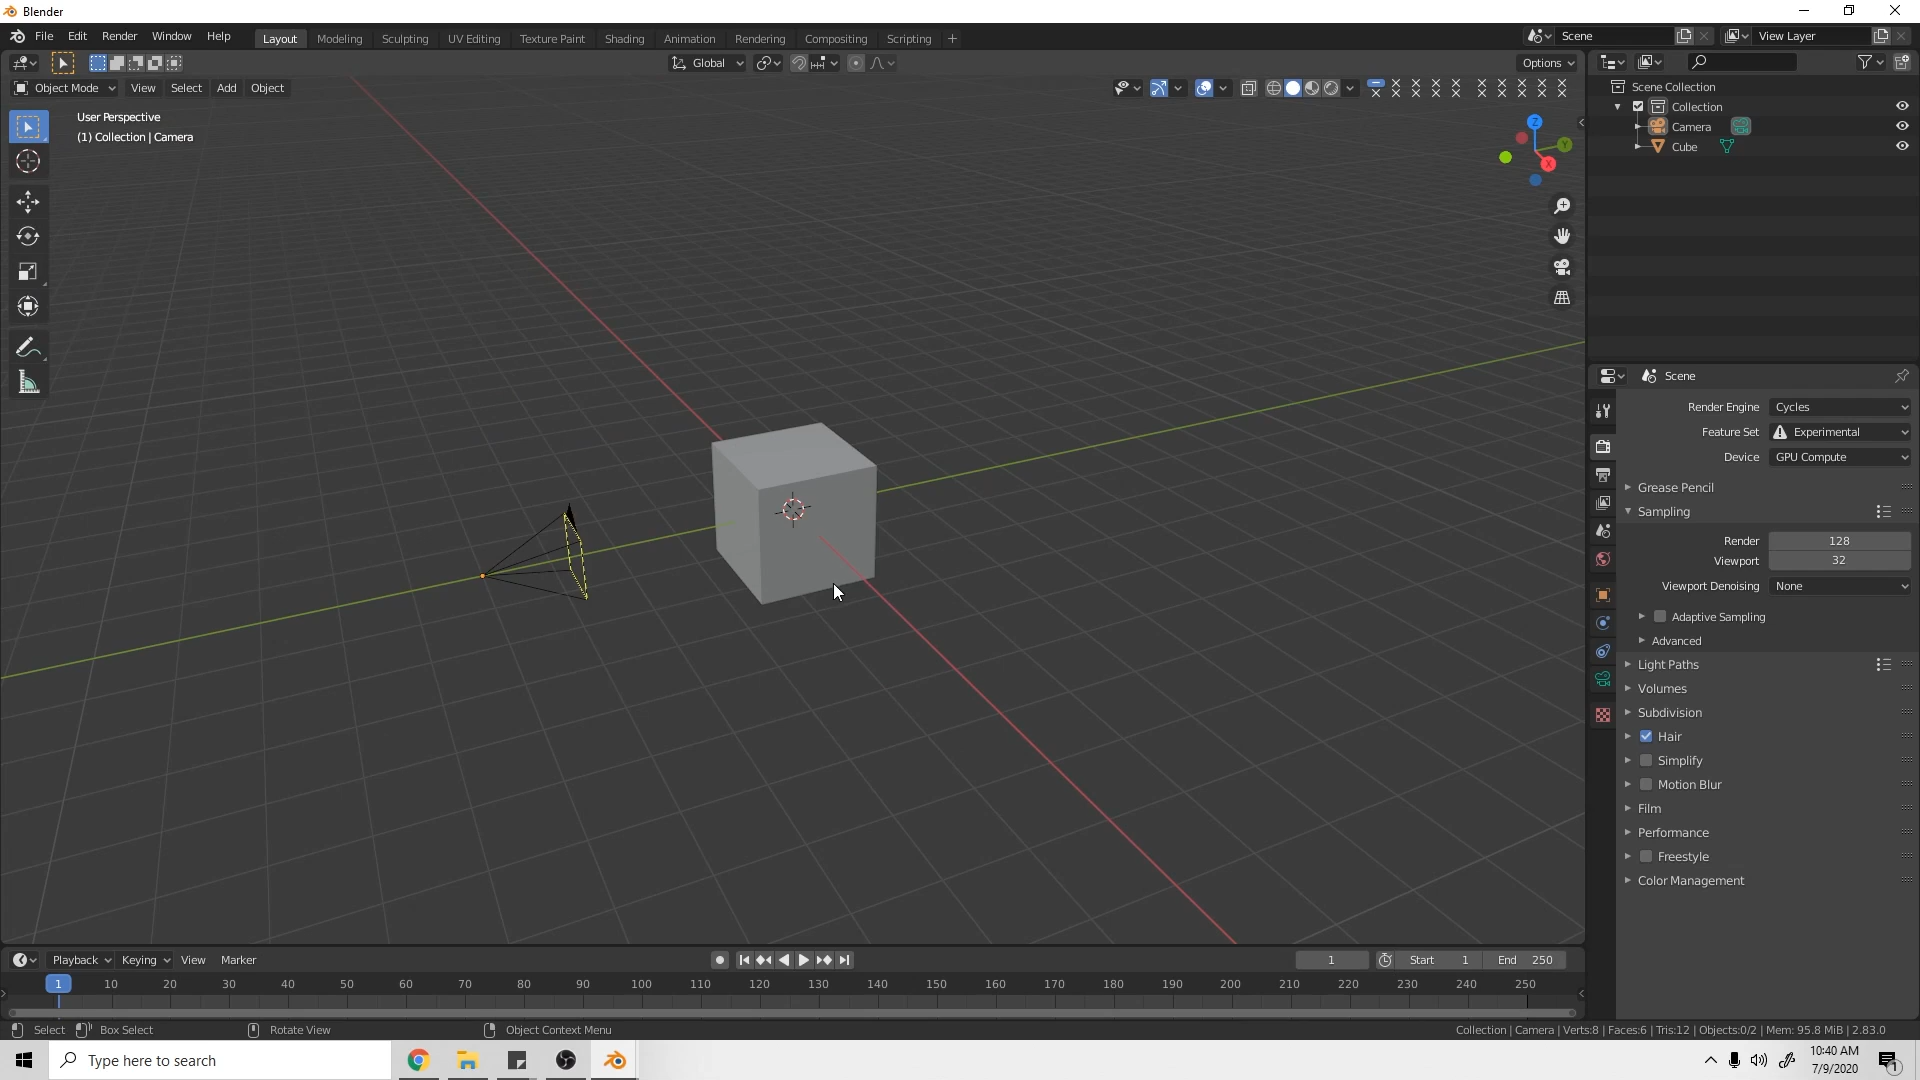 Blender
File Edit Render Window Help Layout Modeling Sculpting UV Editing Texture Paint Shading Animation Rendering Compositing Scripting + Scene View Layer
Global Options
Object Mode View Select Add Object
User Perspective
(1) Collection | Camera
Z
Y
X
Scene Collection
Collection
Camera
Cube
Scene
Render Engine Cycles
Feature Set Experimental
Device GPU Compute
Grease Pencil
Sampling
Render 128
Viewport 32
Viewport Denoising None
Adaptive Sampling
Advanced
Light Paths
Volumes
Subdivision
Hair
Simplify
Motion Blur
Film
Performance
Freestyle
Color Management
Playback Keying View Marker 1 Start 1 End 250
1 10 20 30 40 50 60 70 80 90 100 110 120 130 140 150 160 170 180 190 200 210 220 230 240 250
Select Box Select Rotate View Object Context Menu Collection | Camera | Verts:8 | Faces:6 | Tris:12 | Objects:0/2 | Mem: 95.8 MiB | 2.83.0
Type here to search
10:40 AM
7/9/2020
1